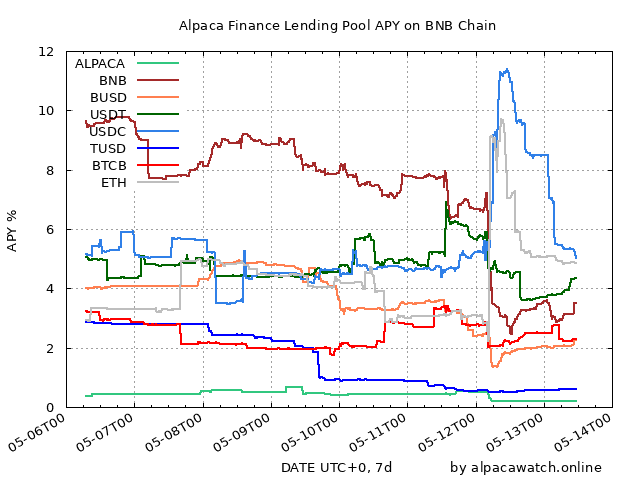 Alpaca Finance Lending Pool APY on BNB Chain
12
10
8
6
4
2
0
APY %
ALPACA
BNB
BUSD
USDT
USDC
TUSD
BTCB
ETH
05-06T00
05-07T00
05-08T00
05-09T00
05-10T00
05-11T00
05-12T00
05-13T00
05-14T00
DATE UTC+0, 7d
by alpacawatch.online